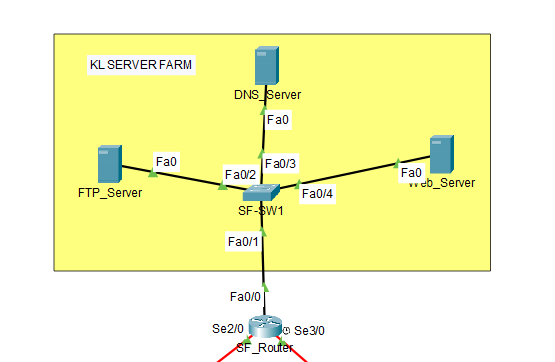 KL SERVER FARM
DNS_Server
Fa0
Fa0
Fa0/3
Fa0/2
Fa0
FTP_Server
Fa0/4
Web_Server
SF-SW1
Fa0/1
Fa0/0
Se2/0
Se3/0
SF_Router